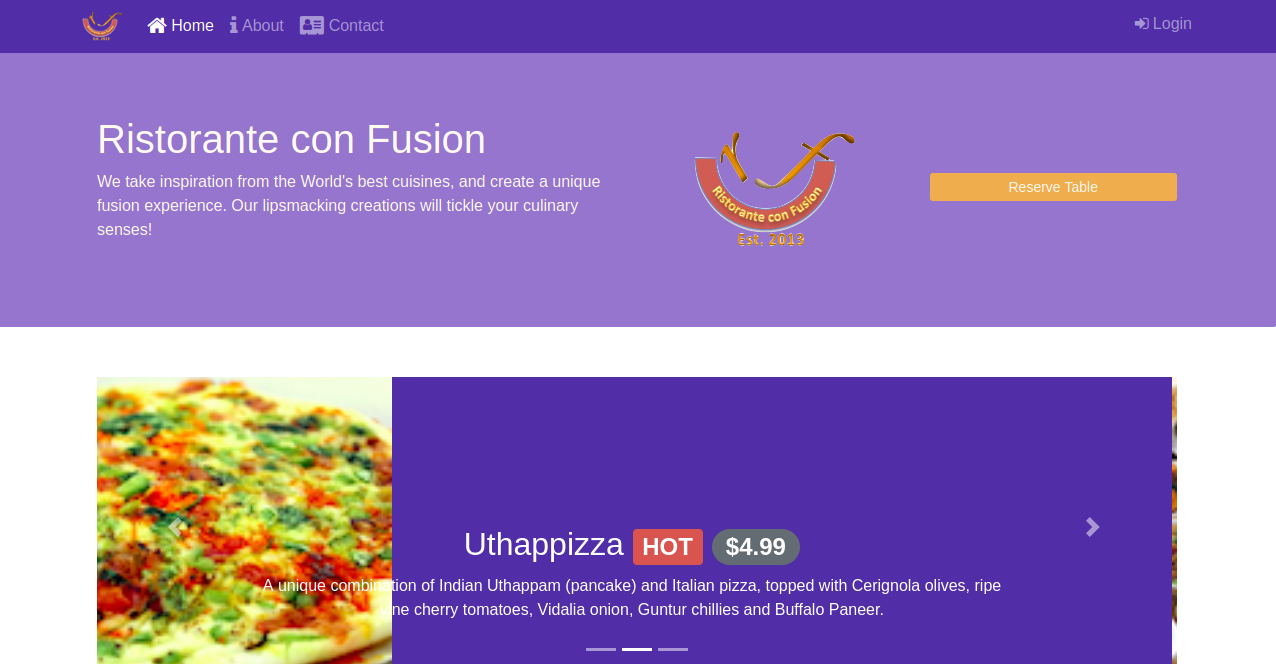 Home About Contact Login
Ristorante con Fusion
We take inspiration from the World's best cuisines, and create a unique
fusion experience. Our lipsmacking creations will tickle your culinary
senses!
Ristorante con Fusion
Est. 2019
Reserve Table
Uthappizza HOT $4.99
A unique combination of Indian Uthappam (pancake) and Italian pizza, topped with Cerignola olives, ripe
vine cherry tomatoes, Vidalia onion, Guntur chillies and Buffalo Paneer.